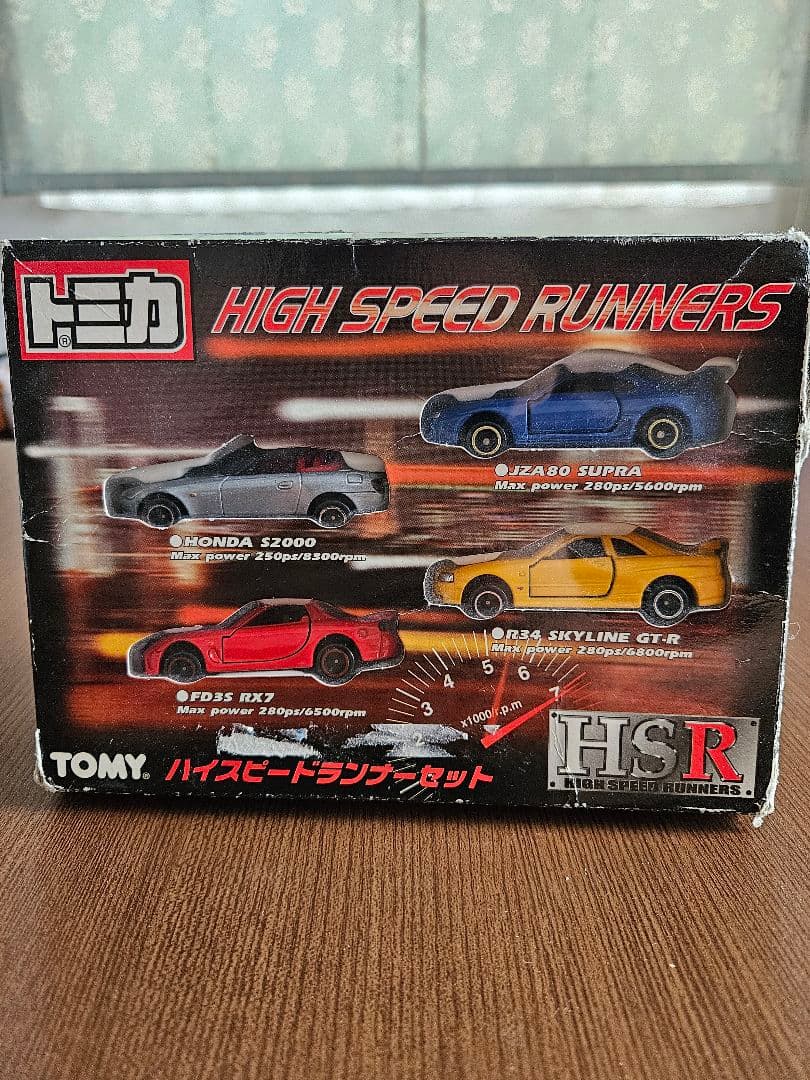 トミカ®
HIGH SPEED RUNNERS
●JZA80 SUPRA
Max power 280ps/5600rpm
●HONDA S2000
Max power 250ps/8300rpm
●R34 SKYLINE GT-R
Max power 280ps/6800rpm
●FD3S RX7
Max power 280ps/6500rpm
2 3 4 5 6 7
x1000/r.p.m
TOMY®
ハイスピードランナーセット
HSR
HIGH SPEED RUNNERS